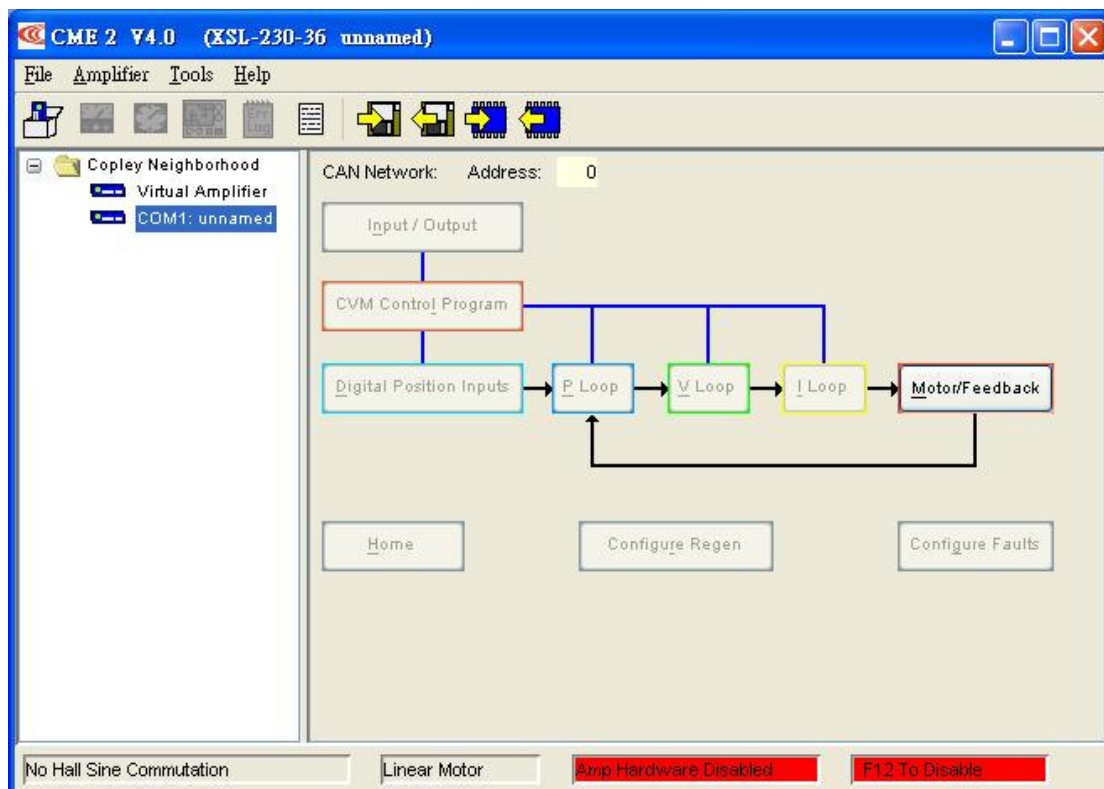 CME 2 V4.0 (XSL-230-36 unnamed)
File Amplifier Tools Help
Err Log
Copley Neighborhood
Virtual Amplifier
COM1: unnamed
CAN Network: Address: 0
Input / Output
CVM Control Program
Digital Position Inputs
P Loop
V Loop
I Loop
Motor/Feedback
Home
Configure Regen
Configure Faults
No Hall Sine Commutation
Linear Motor
Amp Hardware Disabled
F12 To Disable